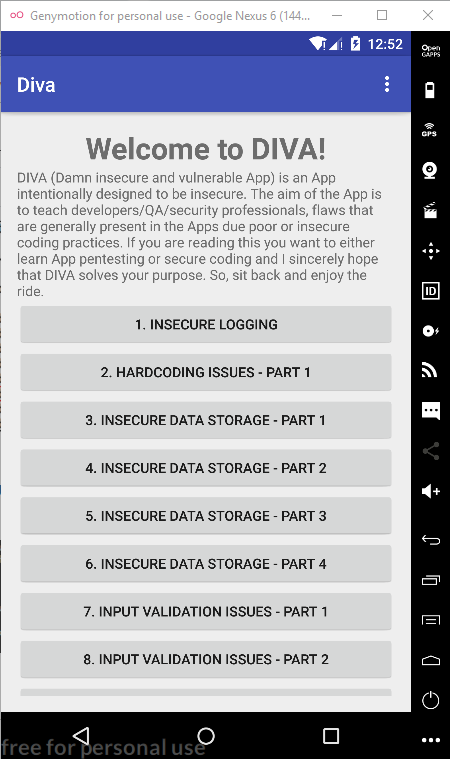 Genymotion for personal use - Google Nexus 6 (144...
12:52
Open
GAPPS
Diva
GPS
Welcome to DIVA!
DIVA (Damn insecure and vulnerable App) is an App
intentionally designed to be insecure. The aim of the App is
to teach developers/QA/security professionals, flaws that
are generally present in the Apps due poor or insecure
coding practices. If you are reading this you want to either
learn App pentesting or secure coding and I sincerely hope
that DIVA solves your purpose. So, sit back and enjoy the
ride.
1. INSECURE LOGGING
ID
2. HARDCODING ISSUES - PART 1
3. INSECURE DATA STORAGE - PART 1
4. INSECURE DATA STORAGE - PART 2
5. INSECURE DATA STORAGE - PART 3
6. INSECURE DATA STORAGE - PART 4
7. INPUT VALIDATION ISSUES - PART 1
8. INPUT VALIDATION ISSUES - PART 2
free for personal use